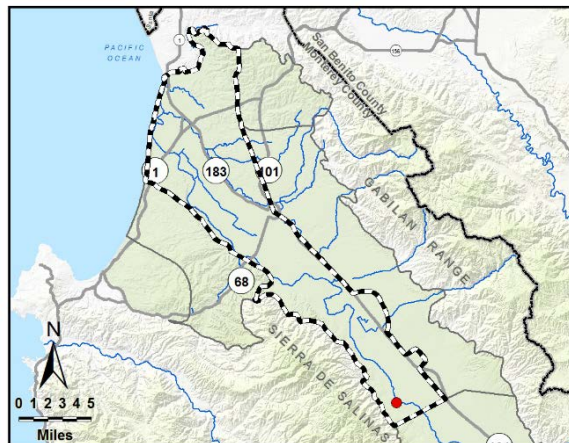 1
PACIFIC
OCEAN
156
San Benito County
Monterey County
1
183
101
GABILAN RANGE
68
SIERRA DE SALINAS
N
0 1 2 3 4 5
Miles